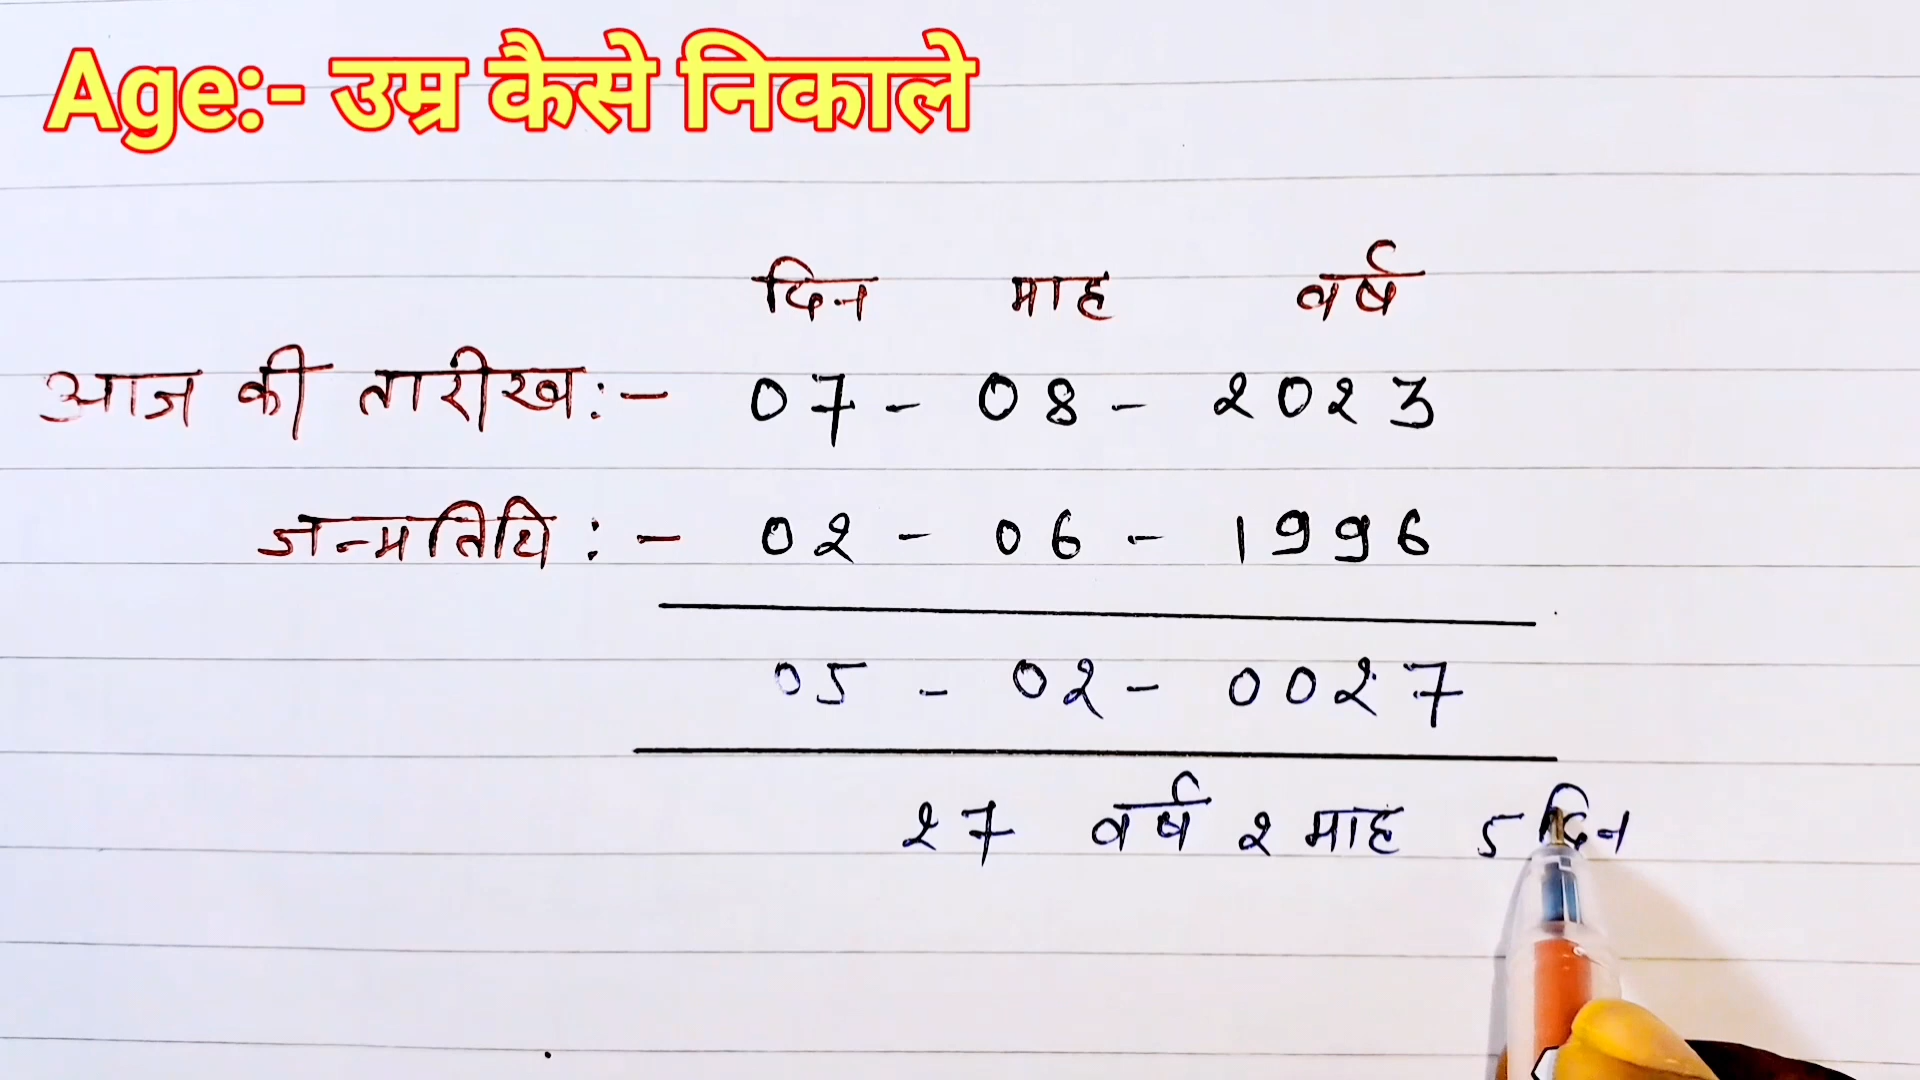 Age:- उम्र कैसे निकाले
दिन माह वर्ष
आज की तारीख :- 07 - 08 - 2023
जन्मतिथि :- 02 - 06 - 1996
05 - 02 - 0027
27 वर्ष 2 माह 5 दिन